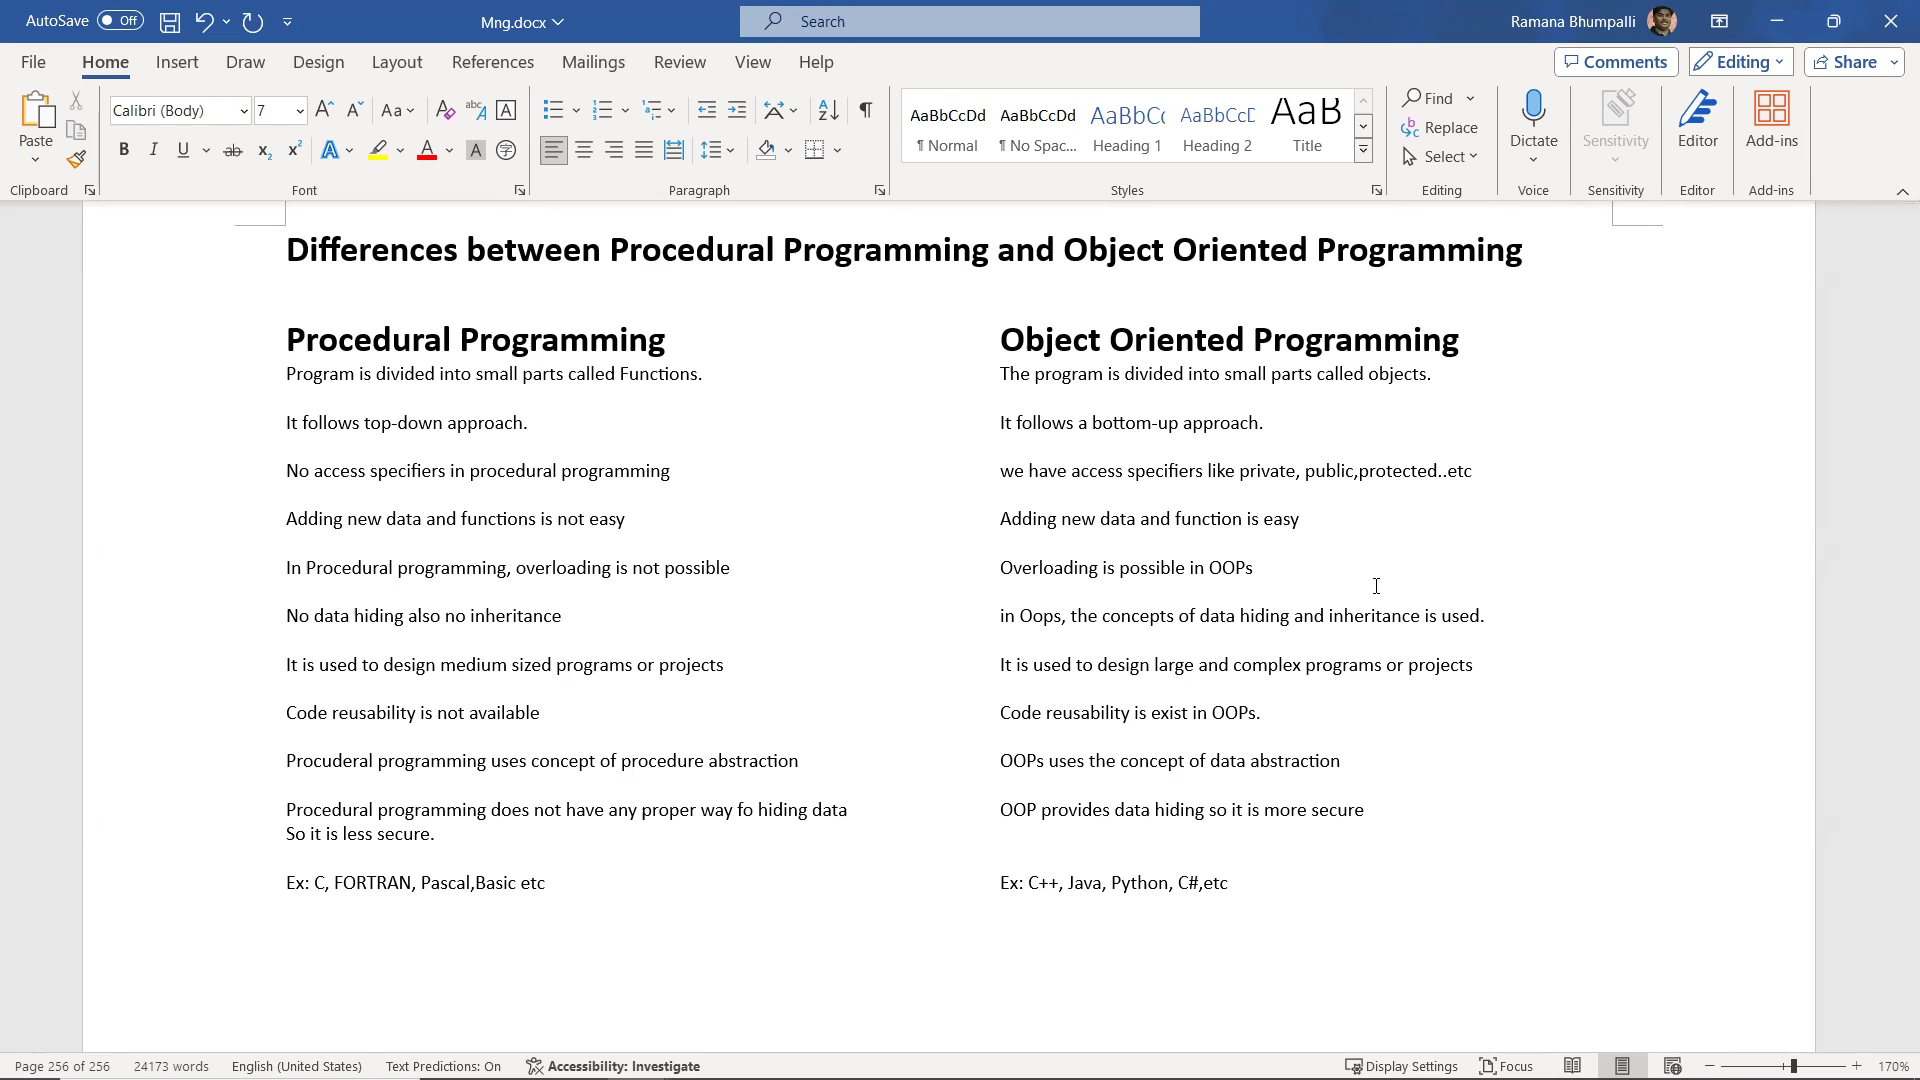 AutoSave Off Mng.docx Search Ramana Bhumpalli
File Home Insert Draw Design Layout References Mailings Review View Help Comments Editing Share
Calibri (Body) 7 Aa A A AaBbCcDd AaBbCcDd AaBbCc AaBbCcD AaB Find
Paste B I U ab x₂ x² A A A ¶ Normal ¶ No Spac... Heading 1 Heading 2 Title Replace Dictate Sensitivity Editor Add-ins
Select
Clipboard Font Paragraph Styles Editing Voice Sensitivity Editor Add-ins
Differences between Procedural Programming and Object Oriented Programming
Procedural Programming Object Oriented Programming
Program is divided into small parts called Functions. The program is divided into small parts called objects.
It follows top-down approach. It follows a bottom-up approach.
No access specifiers in procedural programming we have access specifiers like private, public,protected..etc
Adding new data and functions is not easy Adding new data and function is easy
In Procedural programming, overloading is not possible Overloading is possible in OOPs
No data hiding also no inheritance in Oops, the concepts of data hiding and inheritance is used.
It is used to design medium sized programs or projects It is used to design large and complex programs or projects
Code reusability is not available Code reusability is exist in OOPs.
Procuderal programming uses concept of procedure abstraction OOPs uses the concept of data abstraction
Procedural programming does not have any proper way fo hiding data OOP provides data hiding so it is more secure
So it is less secure.
Ex: C, FORTRAN, Pascal,Basic etc Ex: C++, Java, Python, C#,etc
Page 256 of 256 24173 words English (United States) Text Predictions: On Accessibility: Investigate Display Settings Focus 170%